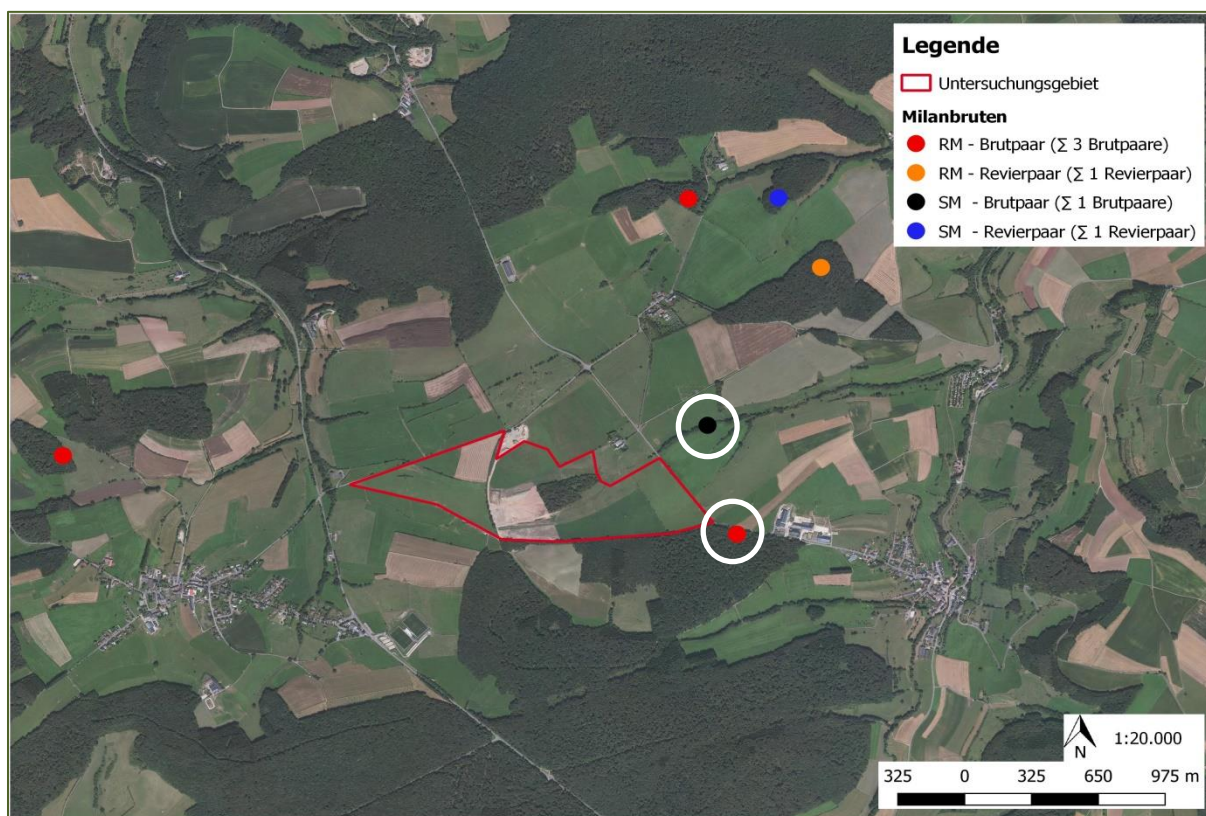 Legende
Untersuchungsgebiet
Milanbruten
RM - Brutpaar (Σ 3 Brutpaare)
RM - Revierpaar (Σ 1 Revierpaar)
SM - Brutpaar (Σ 1 Brutpaare)
SM - Revierpaar (Σ 1 Revierpaar)
N
1:20.000
325 0 325 650 975 m